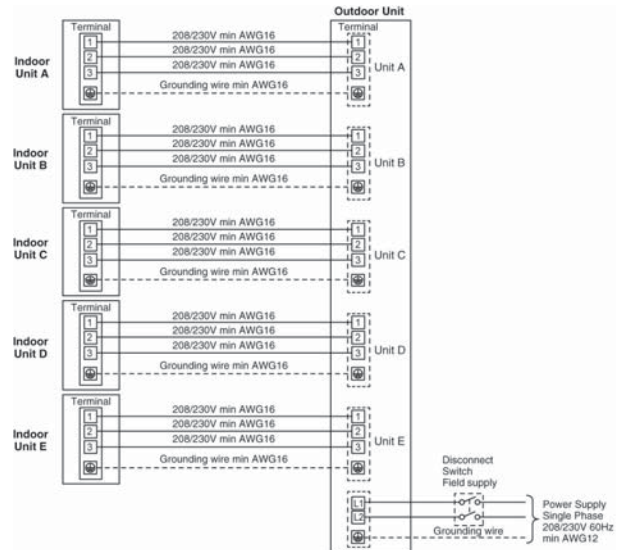 Outdoor Unit
Terminal
Terminal
1
208/230V min AWG16
1
2
208/230V min AWG16
2
3
208/230V min AWG16
3
Indoor
Unit A
Unit A
Grounding wire min AWG16
Terminal
1
208/230V min AWG16
1
2
208/230V min AWG16
2
3
208/230V min AWG16
3
Indoor
Unit B
Unit B
Grounding wire min AWG16
Terminal
1
208/230V min AWG16
1
2
208/230V min AWG16
2
3
208/230V min AWG16
3
Indoor
Unit C
Unit C
Grounding wire min AWG16
Terminal
1
208/230V min AWG16
1
2
208/230V min AWG16
2
3
208/230V min AWG16
3
Indoor
Unit D
Unit D
Grounding wire min AWG16
Terminal
1
208/230V min AWG16
1
2
208/230V min AWG16
2
3
208/230V min AWG16
3
Indoor
Unit E
Unit E
Grounding wire min AWG16
Disconnect
Switch
Field supply
L1
L2
Grounding wire
Power Supply
Single Phase
208/230V 60Hz
min AWG12